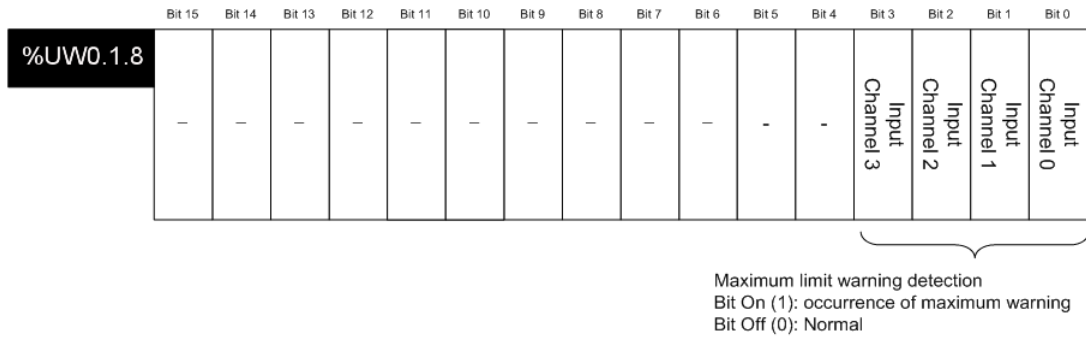 Bit 15 Bit 14 Bit 13 Bit 12 Bit 11 Bit 10 Bit 9 Bit 8 Bit 7 Bit 6 Bit 5 Bit 4 Bit 3 Bit 2 Bit 1 Bit 0
%UW0.1.8
– – – – – – – – – – - -
Input
Channel 3
Input
Channel 2
Input
Channel 1
Input
Channel 0
Maximum limit warning detection
Bit On (1): occurrence of maximum warning
Bit Off (0): Normal